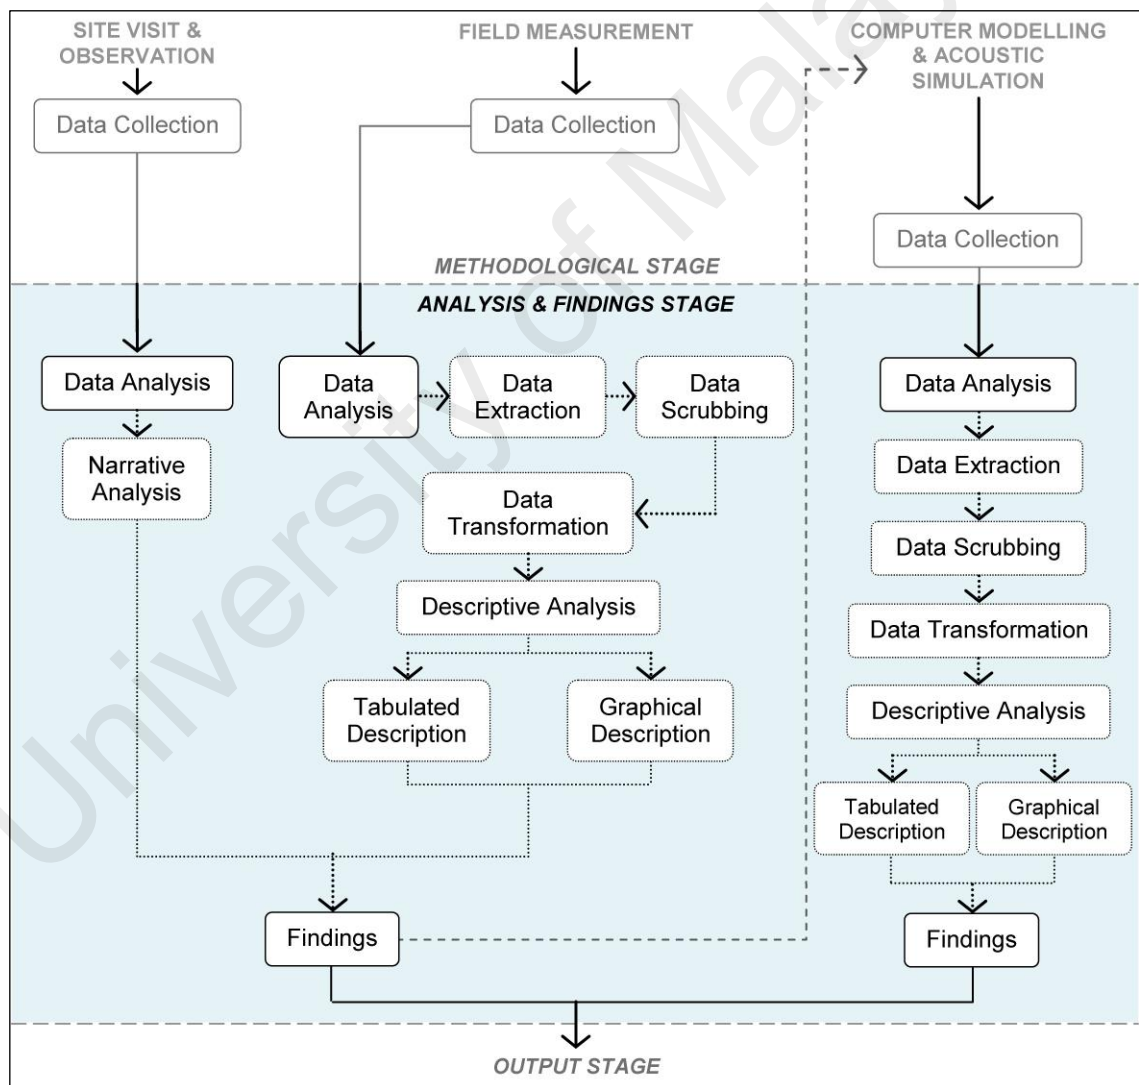 SITE VISIT &
OBSERVATION
FIELD MEASUREMENT
COMPUTER MODELLING
& ACOUSTIC
SIMULATION
Data Collection
Data Collection
Data Collection
METHODOLOGICAL STAGE
ANALYSIS & FINDINGS STAGE
Data Analysis
Narrative
Analysis
Data
Analysis
Data
Extraction
Data
Scrubbing
Data
Transformation
Descriptive Analysis
Tabulated
Description
Graphical
Description
Findings
Data Analysis
Data Extraction
Data Scrubbing
Data Transformation
Descriptive Analysis
Tabulated
Description
Graphical
Description
Findings
OUTPUT STAGE
University of Malay